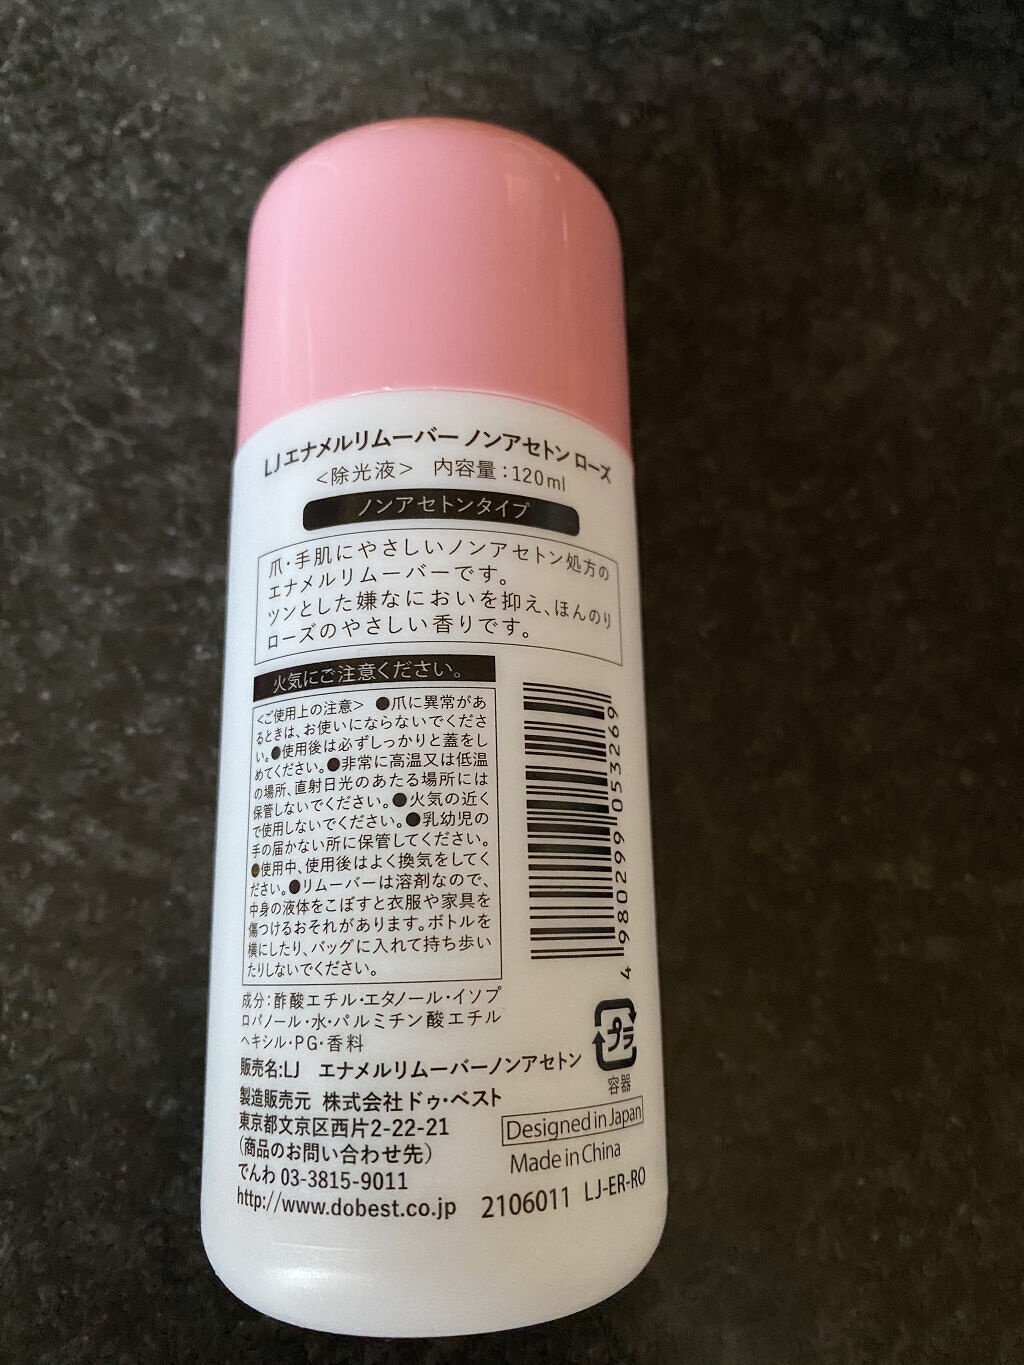 LJ エナメルリムーバー ノンアセトン ローズ
＜除光液＞ 内容量：120ml
ノンアセトンタイプ
爪・手肌にやさしいノンアセトン処方の
エナメルリムーバーです。
ツンとした嫌なにおいを抑え、ほんのり
ローズのやさしい香りです。
火気にご注意ください。
＜ご使用上の注意＞ ●爪に異常があ
るときは、お使いにならないでくださ
い。●使用後は必ずしっかりと蓋をし
めてください。●非常に高温又は低温
の場所、直射日光のあたる場所には
保管しないでください。●火気の近く
で使用しないでください。●乳幼児の
手の届かない所に保管してください。
●使用中、使用後はよく換気をしてく
ださい。●リムーバーは溶剤なので、
中身の液体をこぼすと衣服や家具を
傷つけるおそれがあります。ボトルを
横にしたり、バッグに入れて持ち歩い
たりしないでください。
4 980299 053269
成分：酢酸エチル・エタノール・イソプ
ロパノール・水・パルミチン酸エチル
ヘキシル・PG・香料
プラ
容器
販売名:LJ エナメルリムーバーノンアセトン
製造販売元 株式会社ドゥ・ベスト
東京都文京区西片2-22-21
(商品のお問い合わせ先)
でんわ 03-3815-9011
http://www.dobest.co.jp
Designed in Japan
Made in China
2106011 LJ-ER-RO